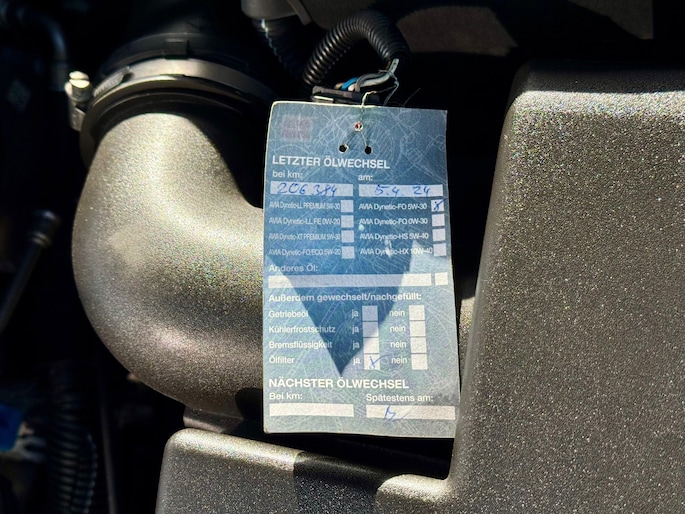 LETZTER ÖLWECHSEL
bei km: am:
206384 5.4.24
AVIA Dynetic-LL PREMIUM 5W-30 AVIA Dynetic-FO 5W-30 x
AVIA Dynetic-LL FE 0W-20 AVIA Dynetic-FO 0W-30
AVIA Dynetic-XT PREMIUM 5W-30 AVIA Dynetic-HS 5W-40
AVIA Dynetic-FO ECO 5W-20 AVIA Dynetic-HX 10W-40
Anderes Öl:
Außerdem gewechselt/nachgefüllt:
Getriebeöl ja nein
Kühlerfrostschutz ja nein
Bremsflüssigkeit ja nein
Ölfilter ja x nein
NÄCHSTER ÖLWECHSEL
Bei km: Spätestens am: